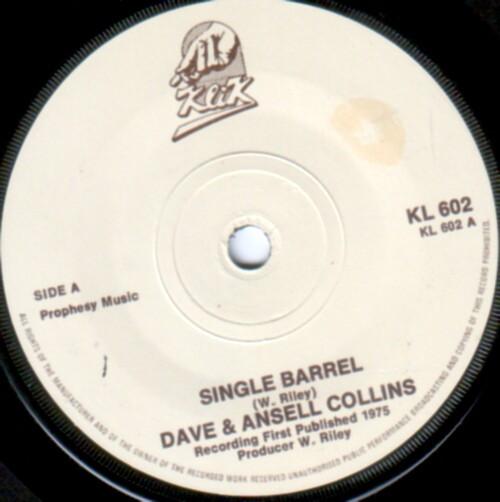 KliK
KL 602
KL 602 A
SIDE A
Prophesy Music
SINGLE BARREL
(W. Riley)
DAVE & ANSELL COLLINS
Recording First Published 1975
Producer W. Riley
ALL RIGHTS OF THE MANUFACTURER AND OF THE OWNER OF THE RECORDED WORK RESERVED UNAUTHORISED PUBLIC PERFORMANCE BROADCASTING AND COPYING OF THIS RECORD PROHIBITED.